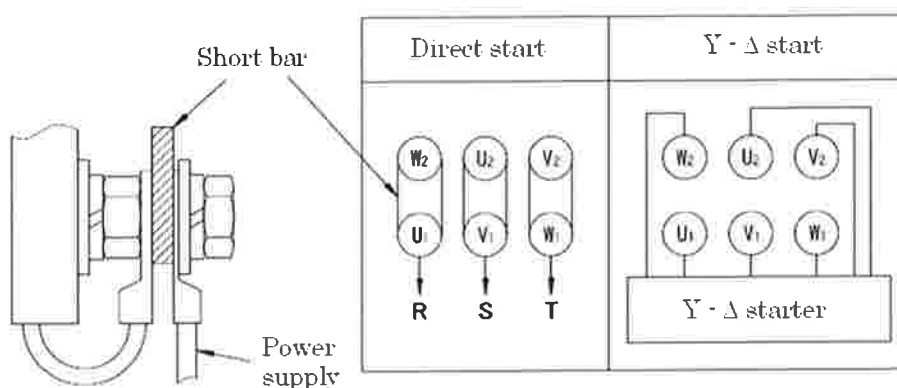 Short bar
Power
supply
Direct start
W₂ U₂ V₂
U₁ V₁ W₁
R S T
Y - Δ start
W₂ U₂ V₂
U₁ V₁ W₁
Y - Δ starter